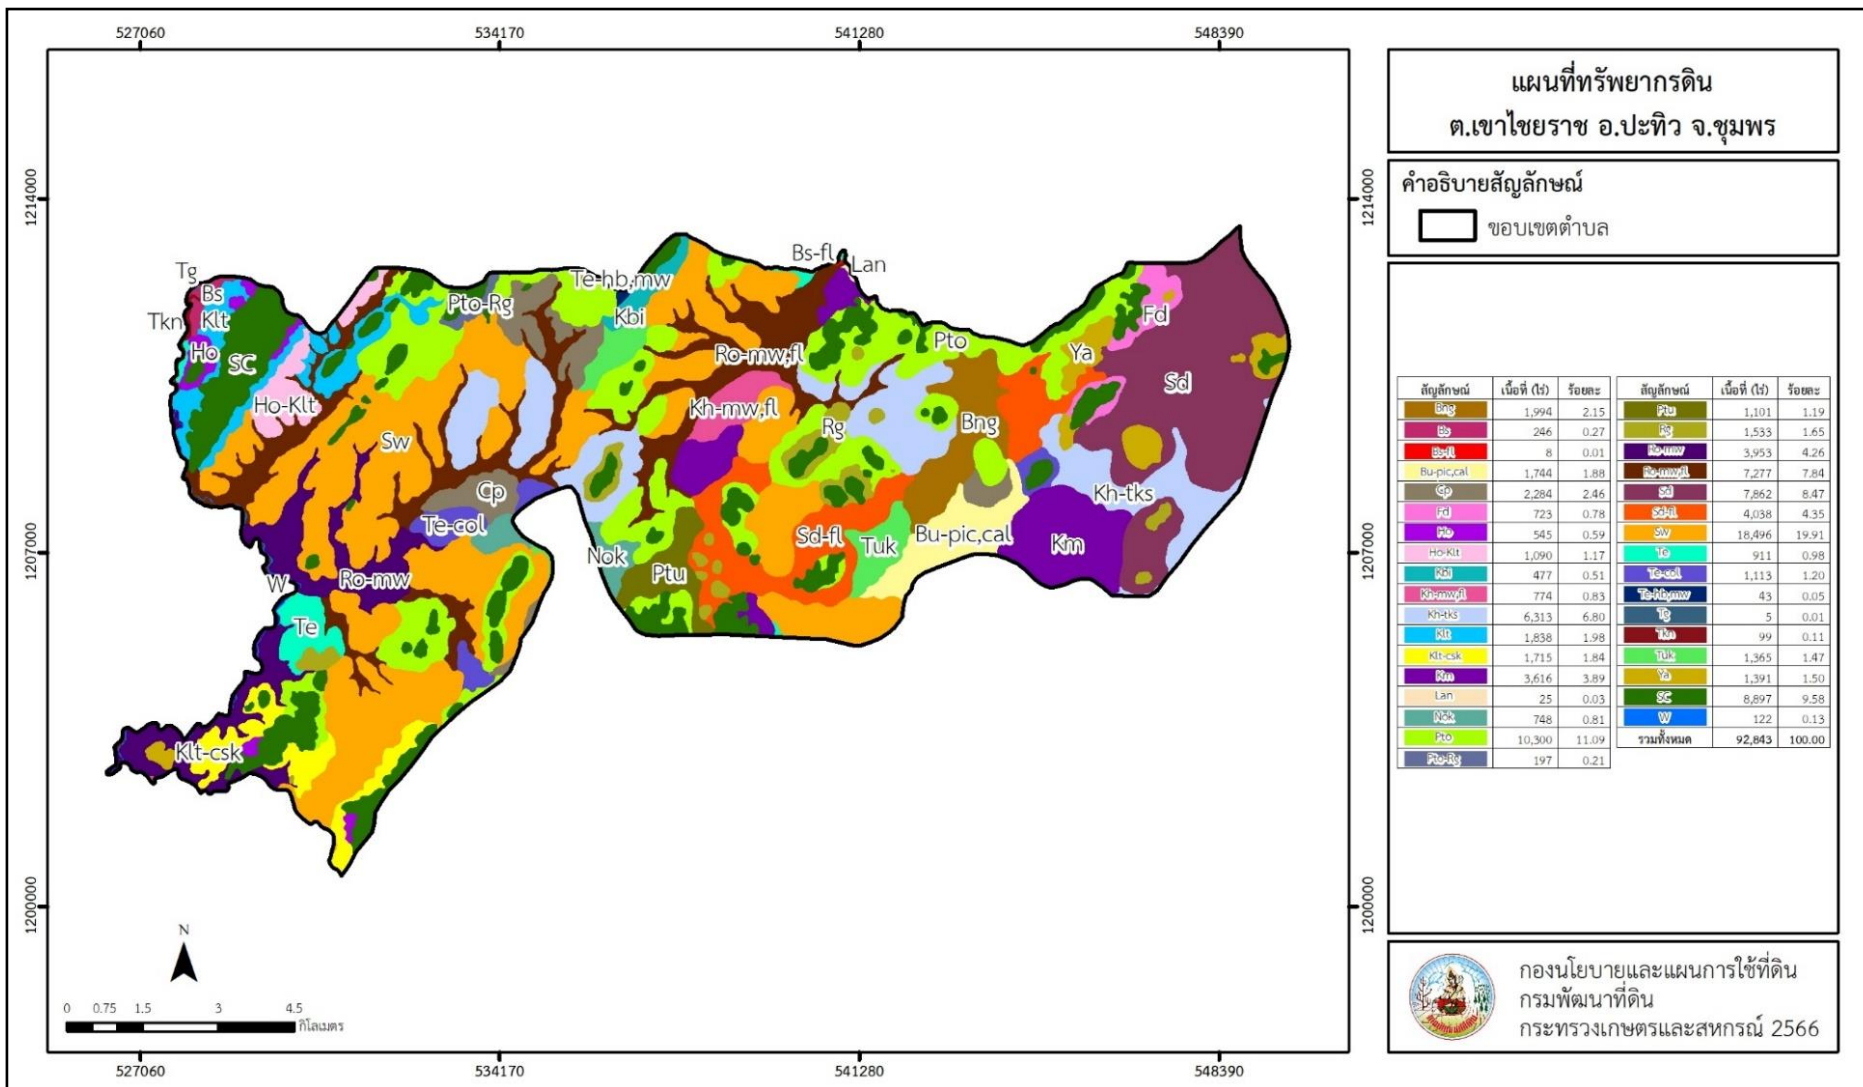 527060 534170 541280 548390
1214000 1214000
1207000 1207000
1200000 1200000
527060 534170 541280 548390
Bs-fl
Lan
Tg
Te-hb,mw
Bs
Pto-Rg
Tkn
Klt
Kbi
Fd
Pto
Ho
SC
Ro-mw,fl
Ya
Sd
Ho-Klt
Kh-mw,fl
Sw
Rg
Bng
Cp
Kh-tks
Te-col
Sd-fl
Bu-pic,cal
Nok
Tuk
Km
W
Ro-mw
Ptu
Te
Klt-csk
N
0 0.75 1.5 3 4.5
กิโลเมตร
แผนที่ทรัพยากรดิน
ต.เขาไชยราช อ.ปะทิว จ.ชุมพร
คำอธิบายสัญลักษณ์
ขอบเขตตำบล
สัญลักษณ์ เนื้อที่ (ไร่) ร้อยละ สัญลักษณ์ เนื้อที่ (ไร่) ร้อยละ
Bng 1,994 2.15 Ptu 1,101 1.19
Bs 246 0.27 Rg 1,533 1.65
Bs-fl 8 0.01 Ro-mw 3,953 4.26
Bu-pic,cal 1,744 1.88 Ro-mw,fl 7,277 7.84
Cp 2,284 2.46 Sd 7,862 8.47
Fd 723 0.78 Sd-fl 4,038 4.35
Ho 545 0.59 Sw 18,496 19.91
Ho-Klt 1,090 1.17 Te 911 0.98
Kbi 477 0.51 Te-col 1,113 1.20
Kh-mw,fl 774 0.83 Te-hb,mw 43 0.05
Kh-tks 6,313 6.80 Tg 5 0.01
Klt 1,838 1.98 Tkn 99 0.11
Klt-csk 1,715 1.84 Tuk 1,365 1.47
Km 3,616 3.89 Ya 1,391 1.50
Lan 25 0.03 SC 8,897 9.58
Nok 748 0.81 W 122 0.13
Pto 10,300 11.09 รวมทั้งหมด 92,843 100.00
Pto-Rg 197 0.21
กองนโยบายและแผนการใช้ที่ดิน
กรมพัฒนาที่ดิน
กระทรวงเกษตรและสหกรณ์ 2566